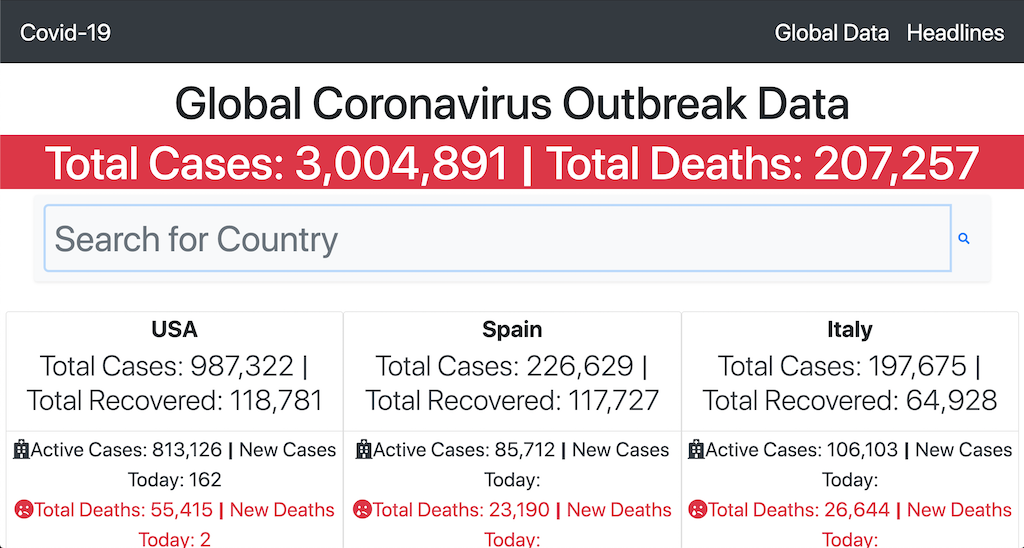 Covid-19 Global Data Headlines
Global Coronavirus Outbreak Data
Total Cases: 3,004,891 | Total Deaths: 207,257
Search for Country
USA
Total Cases: 987,322 |
Total Recovered: 118,781
Active Cases: 813,126 | New Cases
Today: 162
Total Deaths: 55,415 | New Deaths
Today: 2
Spain
Total Cases: 226,629 |
Total Recovered: 117,727
Active Cases: 85,712 | New Cases
Today:
Total Deaths: 23,190 | New Deaths
Today:
Italy
Total Cases: 197,675 |
Total Recovered: 64,928
Active Cases: 106,103 | New Cases
Today:
Total Deaths: 26,644 | New Deaths
Today: